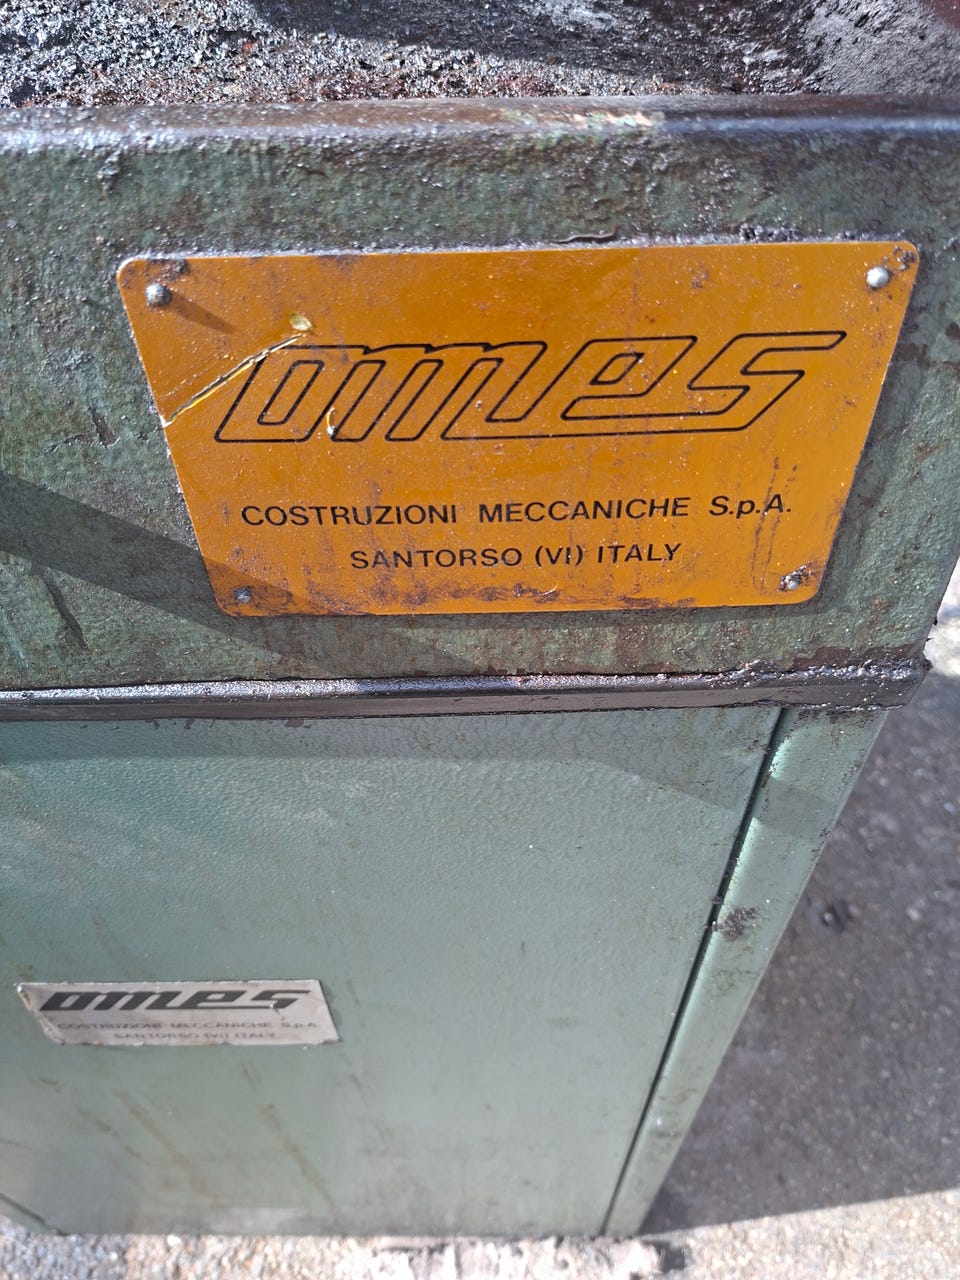 omes
COSTRUZIONI MECCANICHE S.p.A.
SANTORSO (VI) ITALY
omes
COSTRUZIONI MECCANICHE S.p.A.
SANTORSO (VI) ITALY